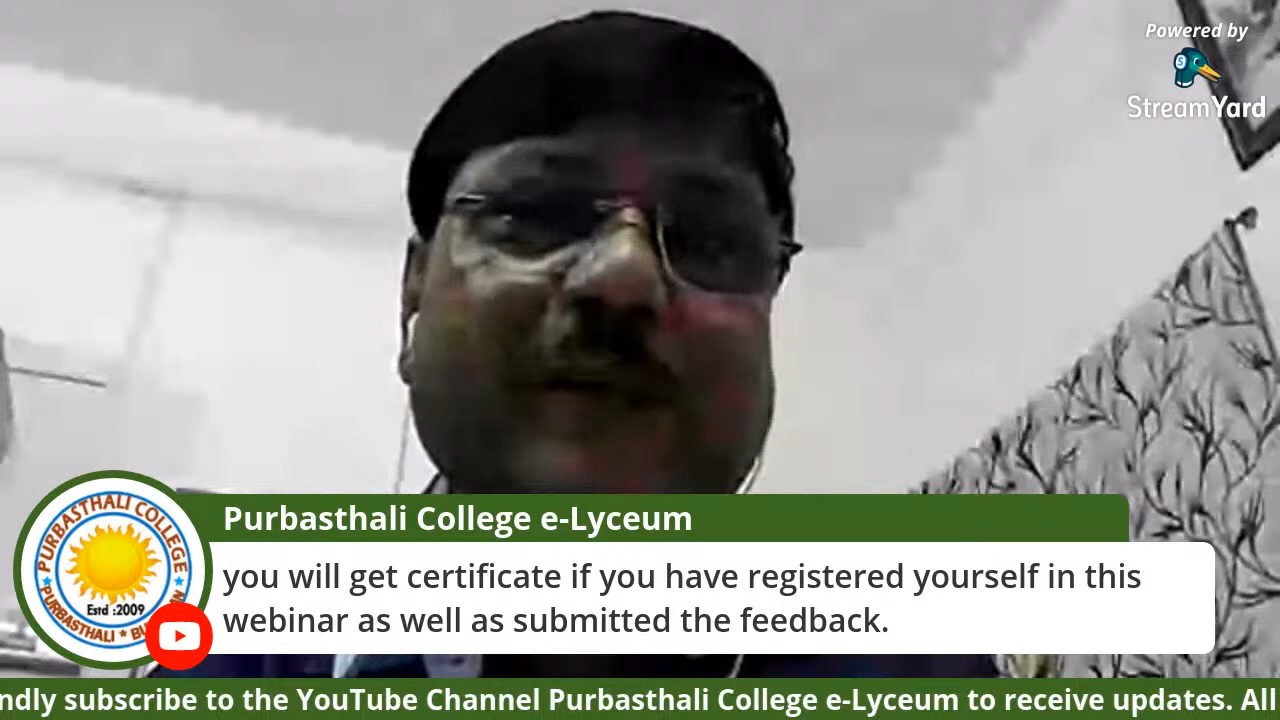 Powered by
StreamYard
Purbasthali College e-Lyceum
you will get certificate if you have registered yourself in this
webinar as well as submitted the feedback.
PURBASTHALI COLLEGE
Estd :2009
PURBASTHALI *
ndly subscribe to the YouTube Channel Purbasthali College e-Lyceum to receive updates. All